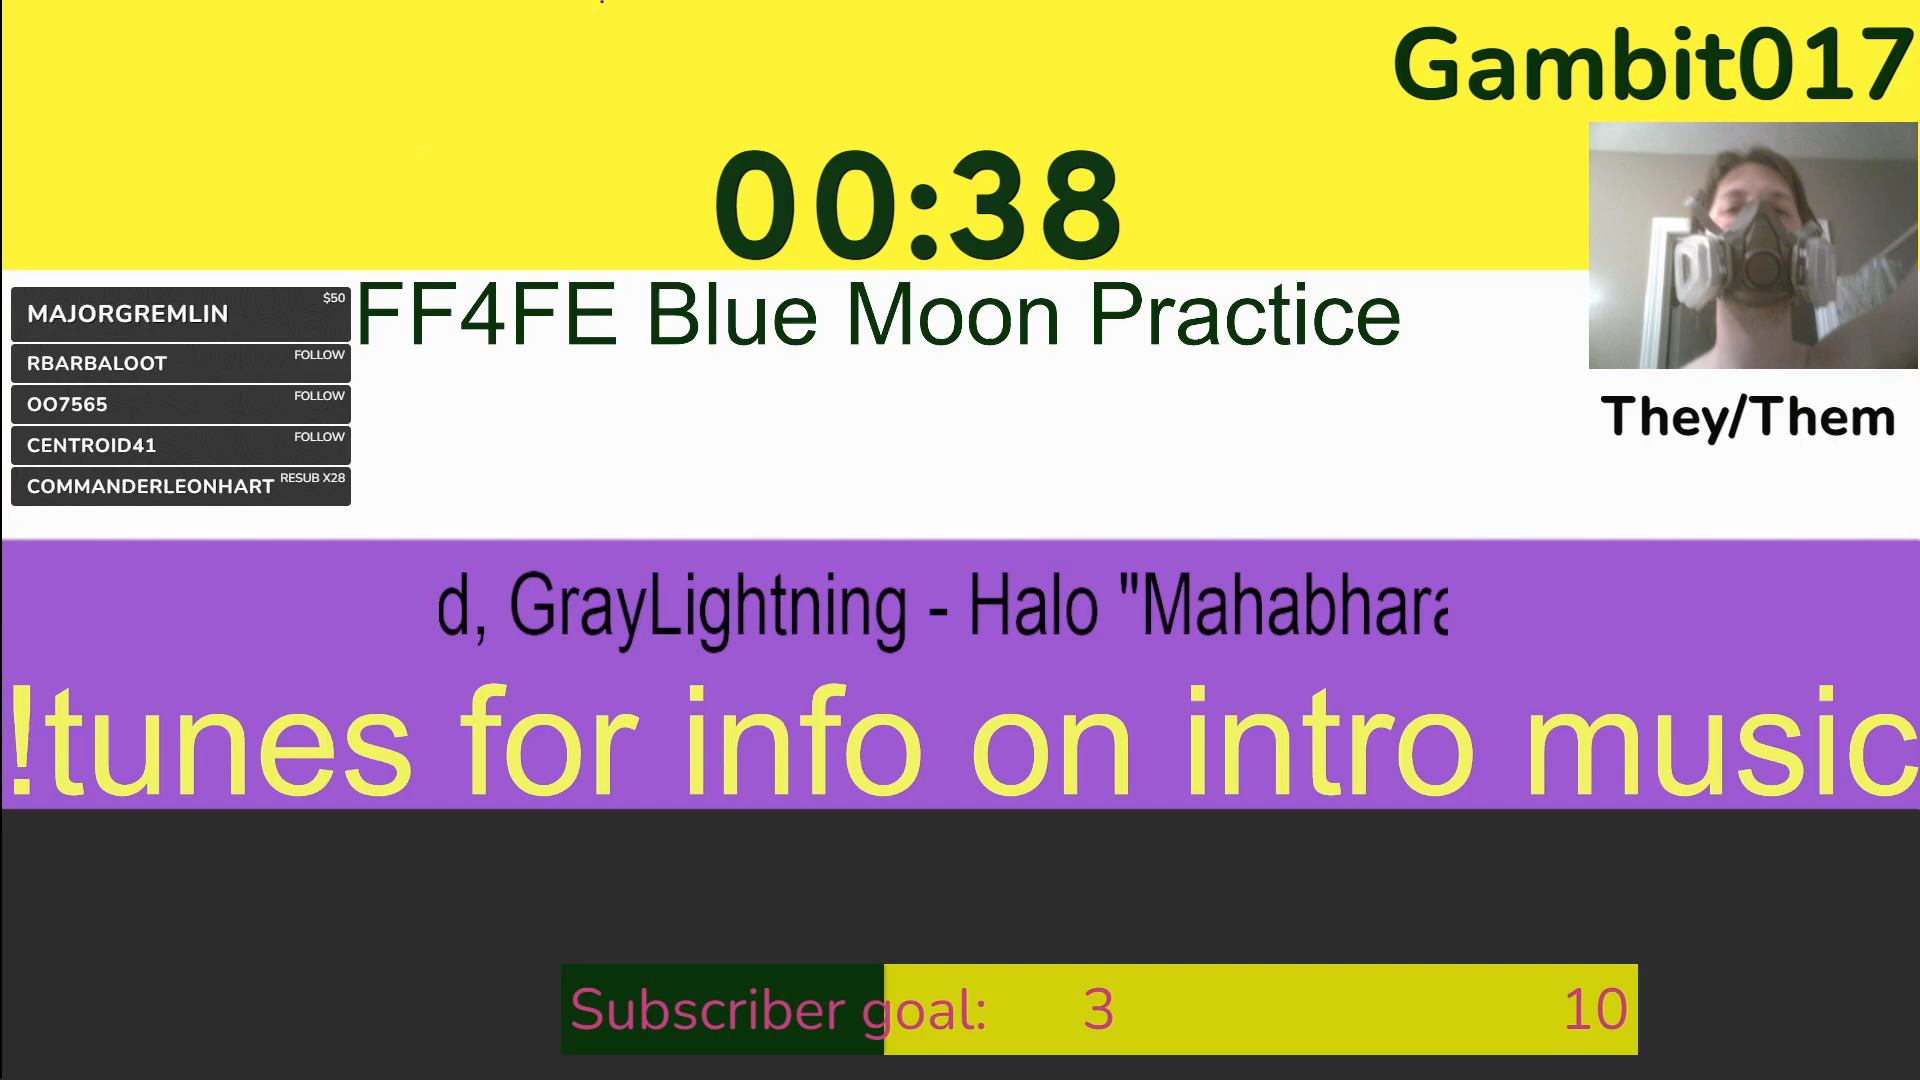 Gambit017
00:38
FF4FE Blue Moon Practice
MAJORGREMLIN $50
RBARBALOOT FOLLOW
OO7565 FOLLOW
CENTROID41 FOLLOW
COMMANDERLEONHART RESUB X28
They/Them
d, GrayLightning - Halo "Mahabhara
!tunes for info on intro music
Subscriber goal: 3 10